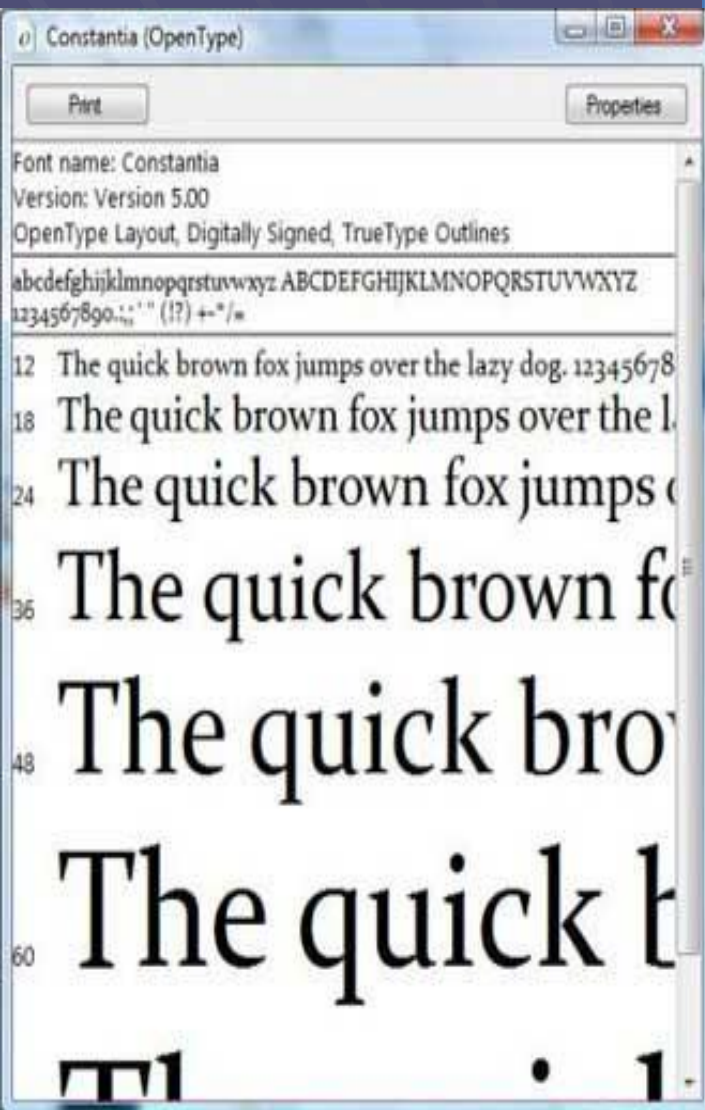 Constantia (OpenType)
Print Properties
Font name: Constantia
Version: Version 5.00
OpenType Layout, Digitally Signed, TrueType Outlines
abcdefghijklmnopqrstuvwxyz ABCDEFGHIJKLMNOPQRSTUVWXYZ
1234567890.:,;'" (!?) +-*/=
12 The quick brown fox jumps over the lazy dog. 12345678
18 The quick brown fox jumps over the l
24 The quick brown fox jumps
36 The quick brown fo
48 The quick brow
60 The quick b